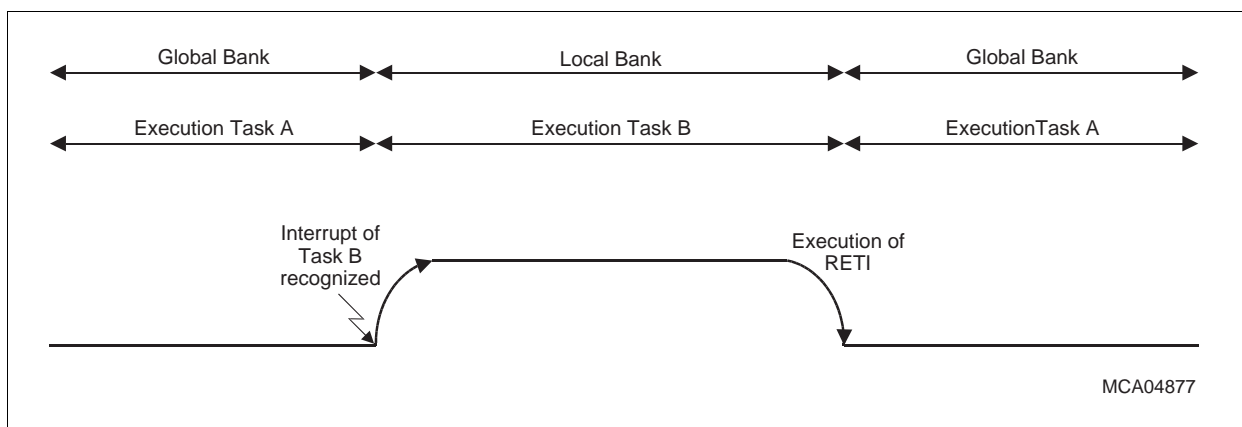 Global Bank
Local Bank
Global Bank
Execution Task A
Execution Task B
ExecutionTask A
Interrupt of
Task B
recognized
Execution of
RETI
MCA04877